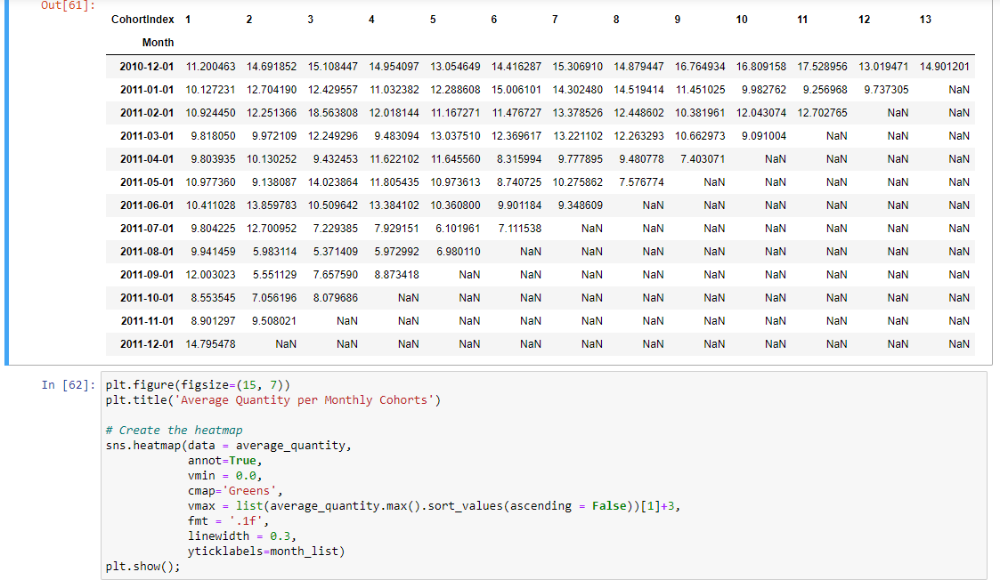 Out[61]:
CohortIndex 1 2 3 4 5 6 7 8 9 10 11 12 13
Month
2010-12-01 11.200463 14.691852 15.108447 14.954097 13.054649 14.416287 15.306910 14.879447 16.764934 16.809158 17.528956 13.019471 14.901201
2011-01-01 10.127231 12.704190 12.429557 11.032382 12.288608 15.006101 14.302480 14.519414 11.451025 9.982762 9.256968 9.737305 NaN
2011-02-01 10.924450 12.251366 18.563808 12.018144 11.167271 11.476727 13.378526 12.448602 10.381961 12.043074 12.702765 NaN NaN
2011-03-01 9.818050 9.972109 12.249296 9.483094 13.037510 12.369617 13.221102 12.263293 10.662973 9.091004 NaN NaN NaN
2011-04-01 9.803935 10.130252 9.432453 11.622102 11.645560 8.315994 9.777895 9.480778 7.403071 NaN NaN NaN NaN
2011-05-01 10.977360 9.138087 14.023864 11.805435 10.973613 8.740725 10.275862 7.576774 NaN NaN NaN NaN NaN
2011-06-01 10.411028 13.859783 10.509642 13.384102 10.360800 9.901184 9.348609 NaN NaN NaN NaN NaN NaN
2011-07-01 9.804225 12.700952 7.229385 7.929151 6.101961 7.111538 NaN NaN NaN NaN NaN NaN NaN
2011-08-01 9.941459 5.983114 5.371409 5.972992 6.980110 NaN NaN NaN NaN NaN NaN NaN NaN
2011-09-01 12.003023 5.551129 7.657590 8.873418 NaN NaN NaN NaN NaN NaN NaN NaN NaN
2011-10-01 8.553545 7.056196 8.079686 NaN NaN NaN NaN NaN NaN NaN NaN NaN NaN
2011-11-01 8.901297 9.508021 NaN NaN NaN NaN NaN NaN NaN NaN NaN NaN NaN
2011-12-01 14.795478 NaN NaN NaN NaN NaN NaN NaN NaN NaN NaN NaN NaN
In [62]: plt.figure(figsize=(15, 7))
plt.title('Average Quantity per Monthly Cohorts')
# Create the heatmap
sns.heatmap(data = average_quantity,
annot=True,
vmin = 0.0,
cmap='Greens',
vmax = list(average_quantity.max().sort_values(ascending = False))[1]+3,
fmt = '.1f',
linewidth = 0.3,
yticklabels=month_list)
plt.show();